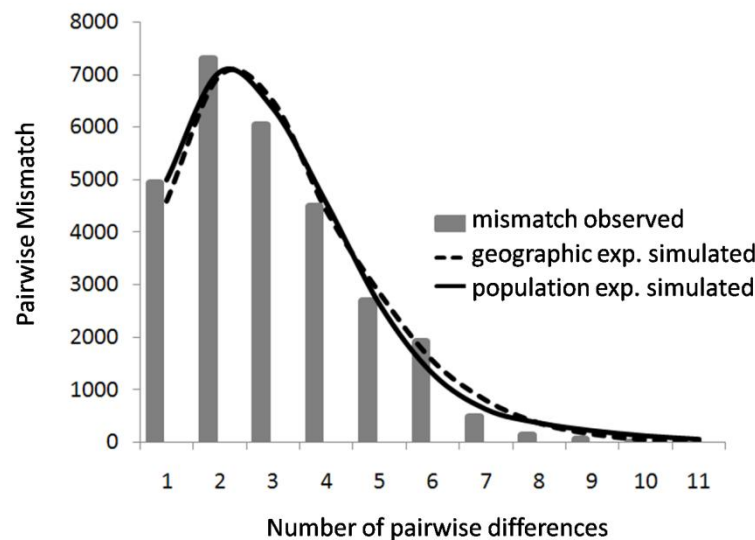 8000
7000
6000
5000
4000
3000
2000
1000
0
Pairwise Mismatch
mismatch observed
geographic exp. simulated
population exp. simulated
1 2 3 4 5 6 7 8 9 10 11
Number of pairwise differences